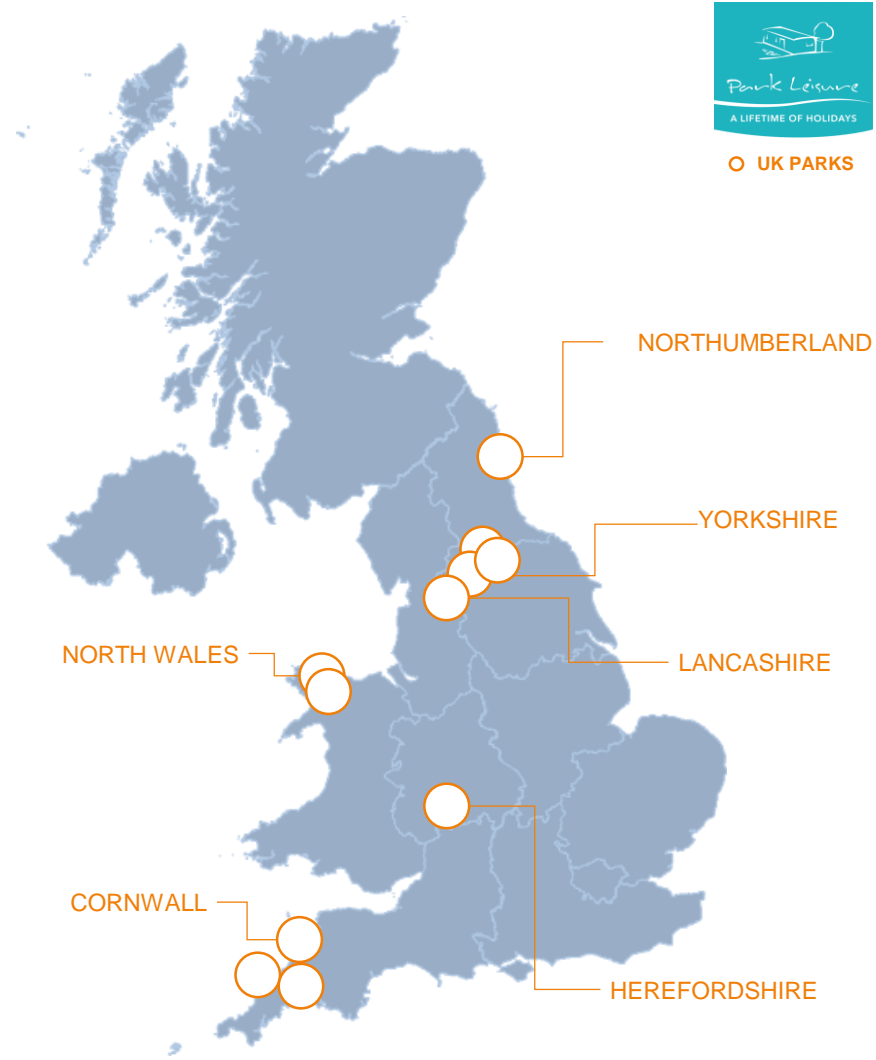 Park Leisure
A LIFETIME OF HOLIDAYS
UK PARKS
NORTHUMBERLAND
YORKSHIRE
NORTH WALES
LANCASHIRE
CORNWALL
HEREFORDSHIRE